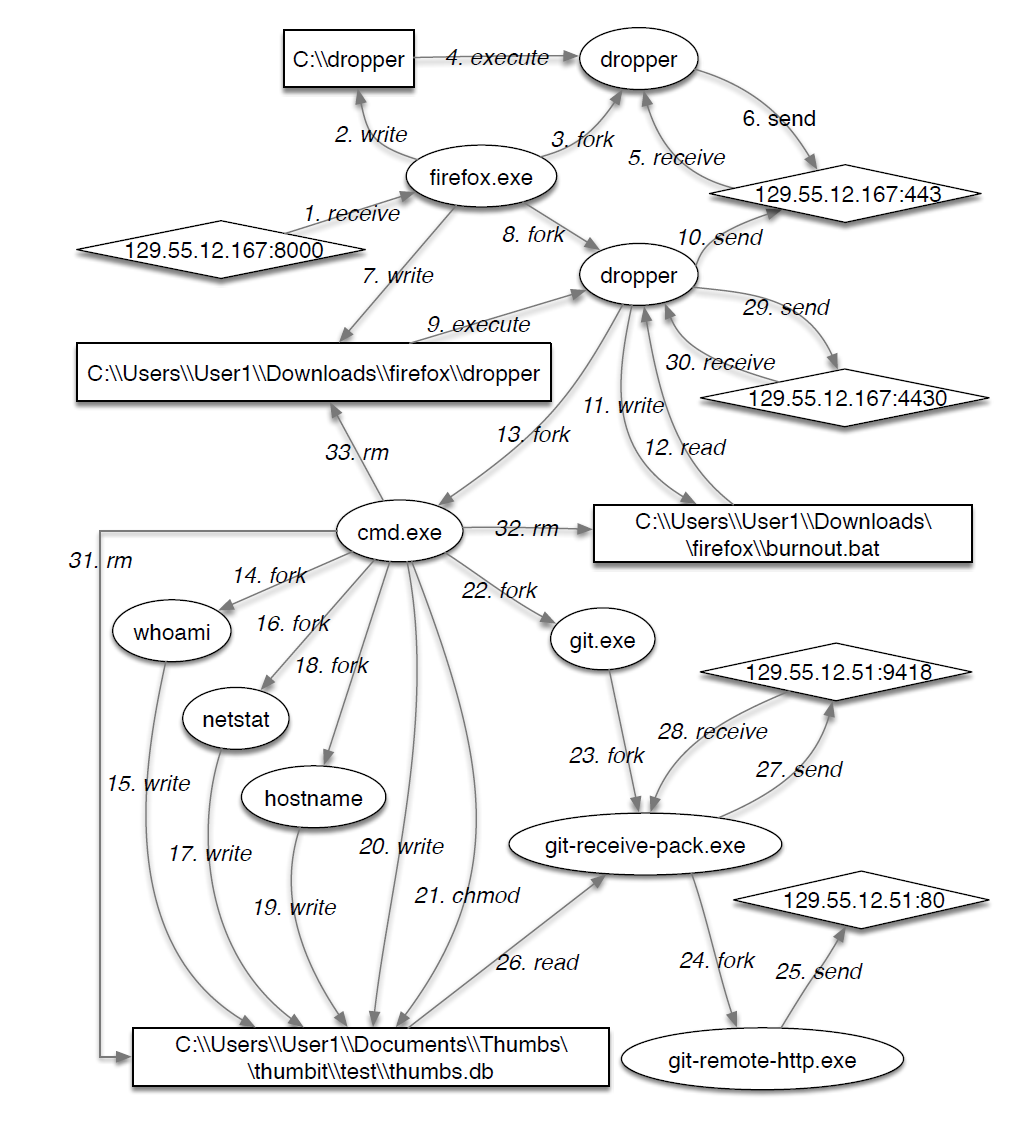 C:\\dropper
4. execute
dropper
2. write
3. fork
6. send
5. receive
firefox.exe
129.55.12.167:443
1. receive
8. fork
10. send
129.55.12.167:8000
7. write
dropper
29. send
9. execute
30. receive
C:\\Users\\User1\\Downloads\\firefox\\dropper
129.55.12.167:4430
11. write
13. fork
12. read
33. rm
cmd.exe
32. rm
C:\\Users\\User1\\Downloads\
\firefox\\burnout.bat
31. rm
14. fork
22. fork
whoami
16. fork
git.exe
18. fork
129.55.12.51:9418
netstat
28. receive
23. fork
27. send
15. write
hostname
17. write
20. write
git-receive-pack.exe
21. chmod
129.55.12.51:80
19. write
26. read
24. fork
25. send
C:\\Users\\User1\\Documents\\Thumbs\
\thumbit\\test\\thumbs.db
git-remote-http.exe